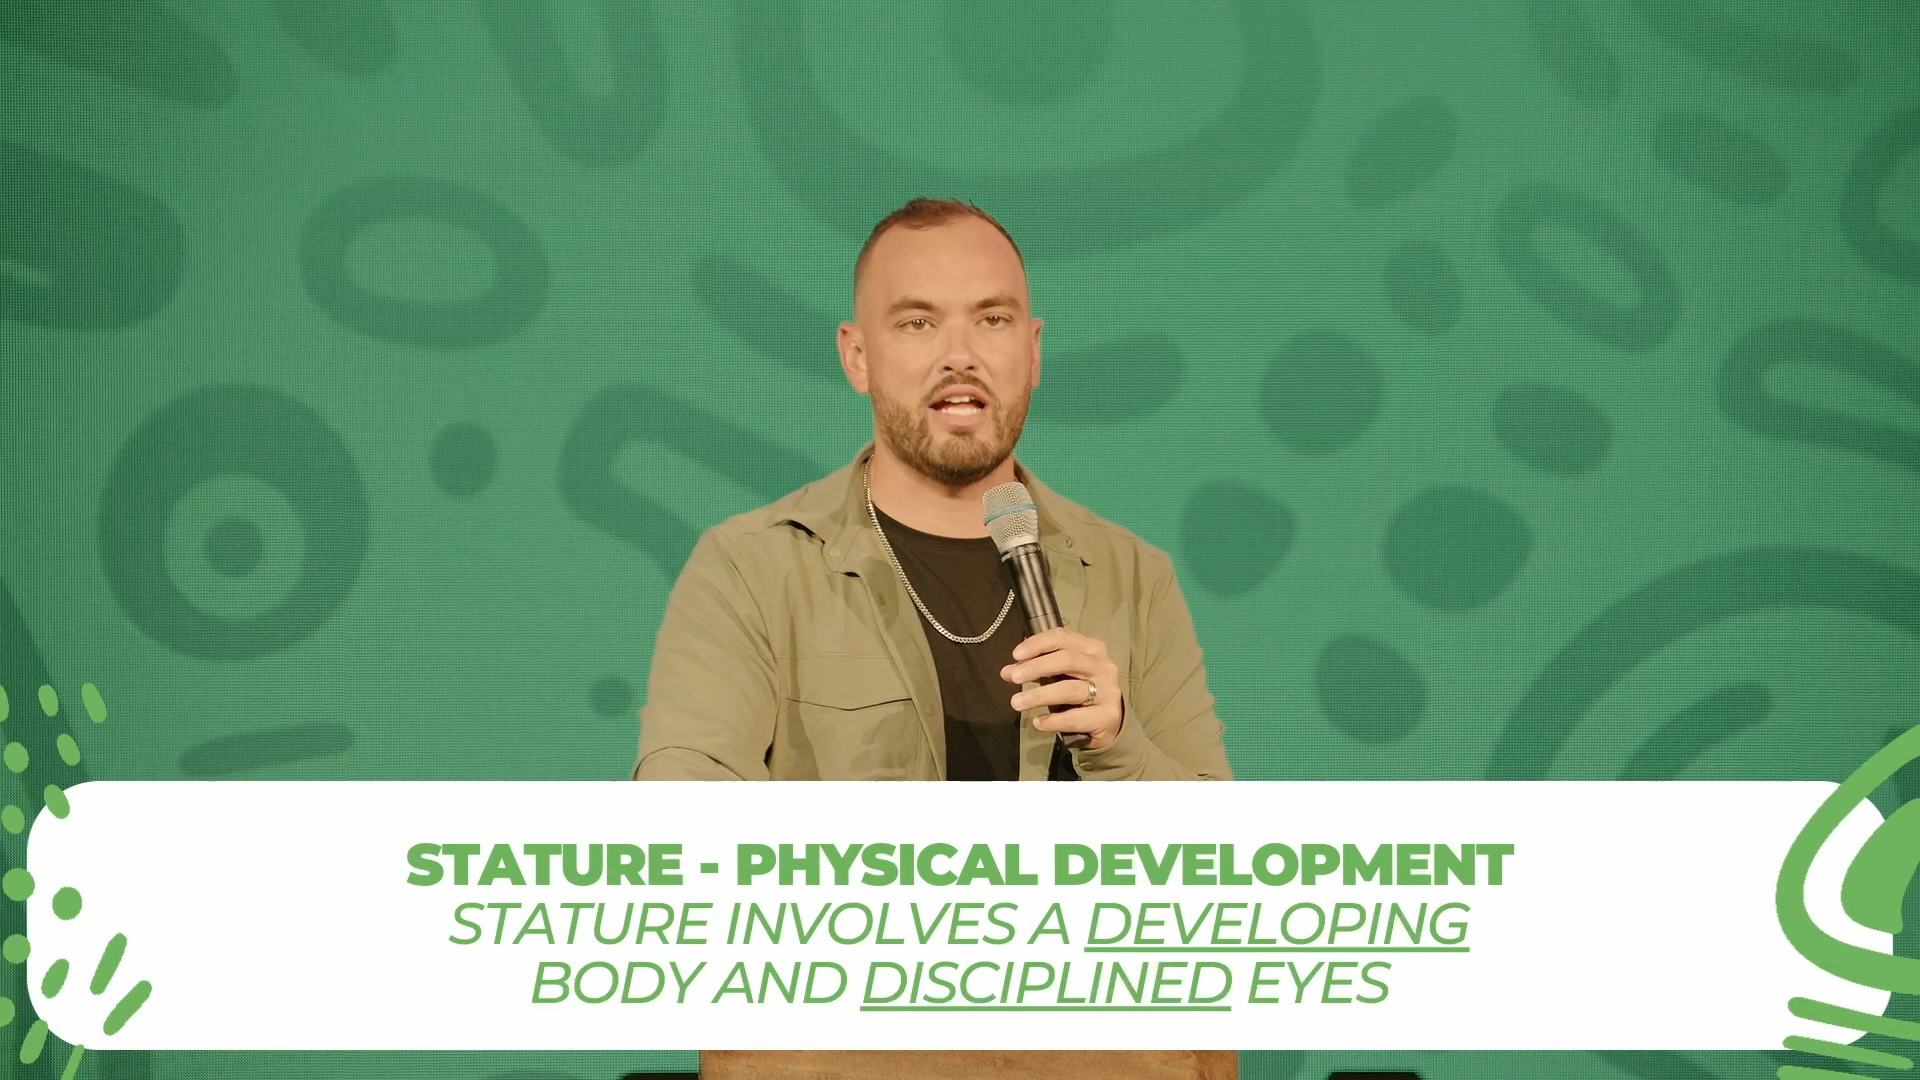 STATURE - PHYSICAL DEVELOPMENT
STATURE INVOLVES A DEVELOPING
BODY AND DISCIPLINED EYES